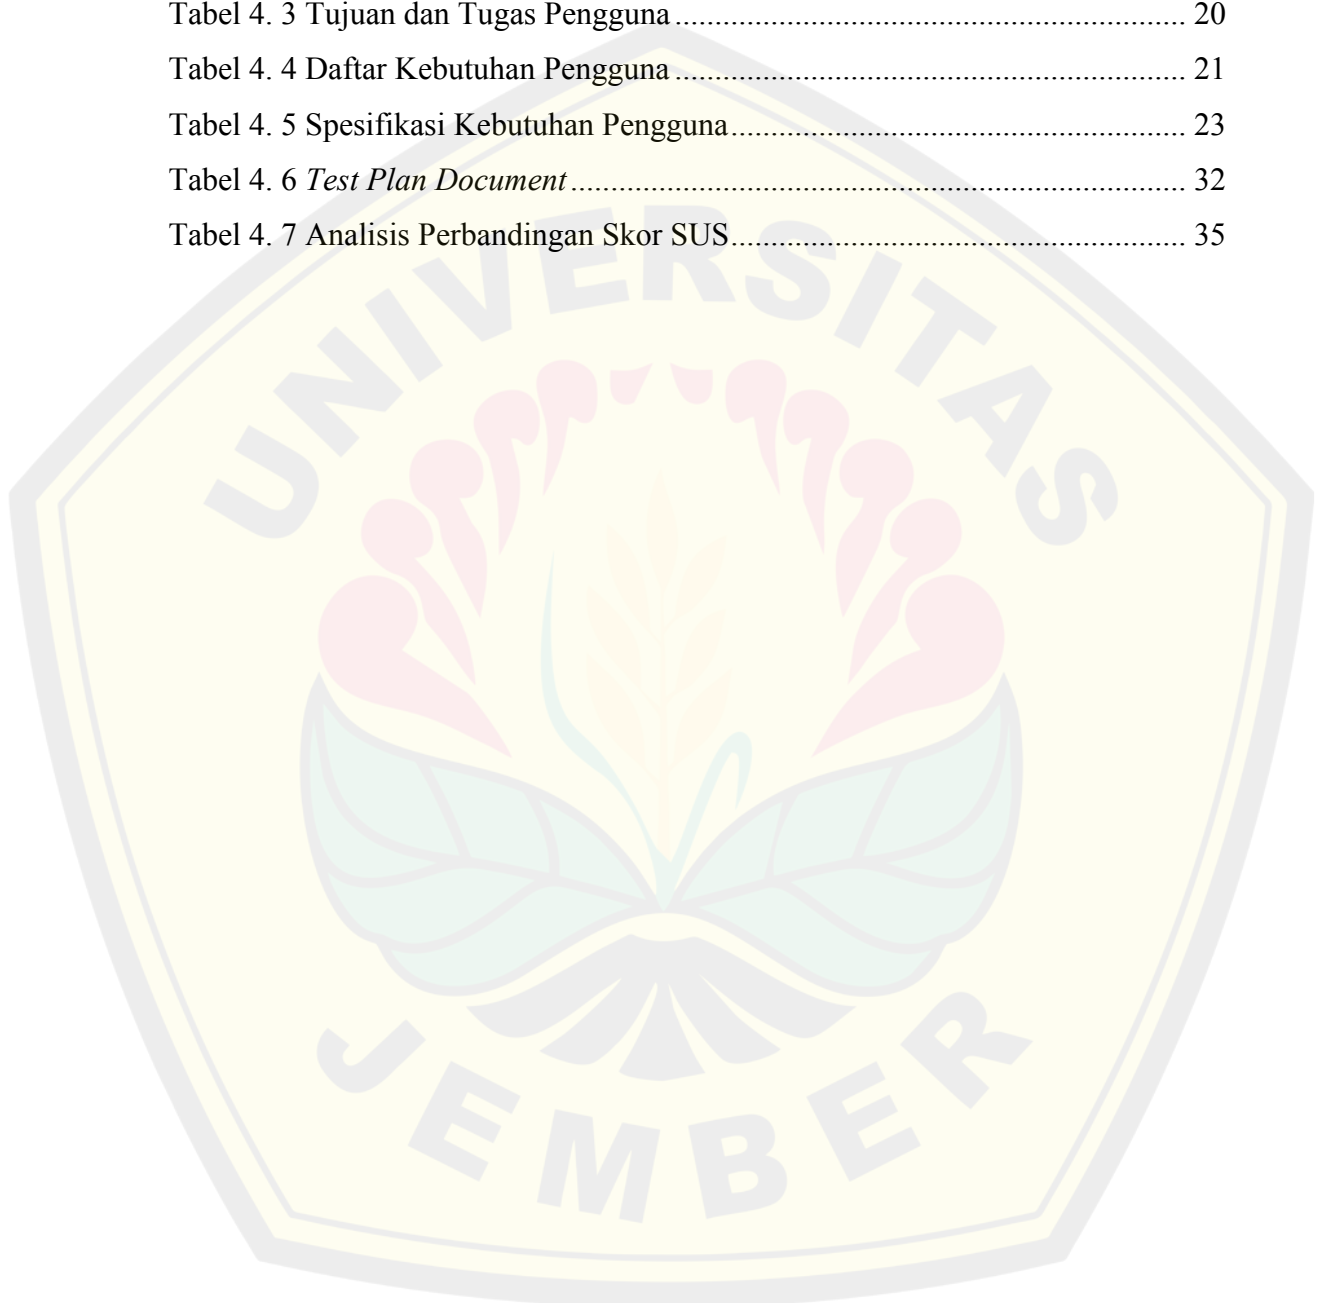 Tabel 4. 3 Tujuan dan Tugas Pengguna ................................................................ 20
Tabel 4. 4 Daftar Kebutuhan Pengguna ................................................................ 21
Tabel 4. 5 Spesifikasi Kebutuhan Pengguna......................................................... 23
Tabel 4. 6 Test Plan Document ............................................................................. 32
Tabel 4. 7 Analisis Perbandingan Skor SUS......................................................... 35
UNIVERSITAS
JEMBER